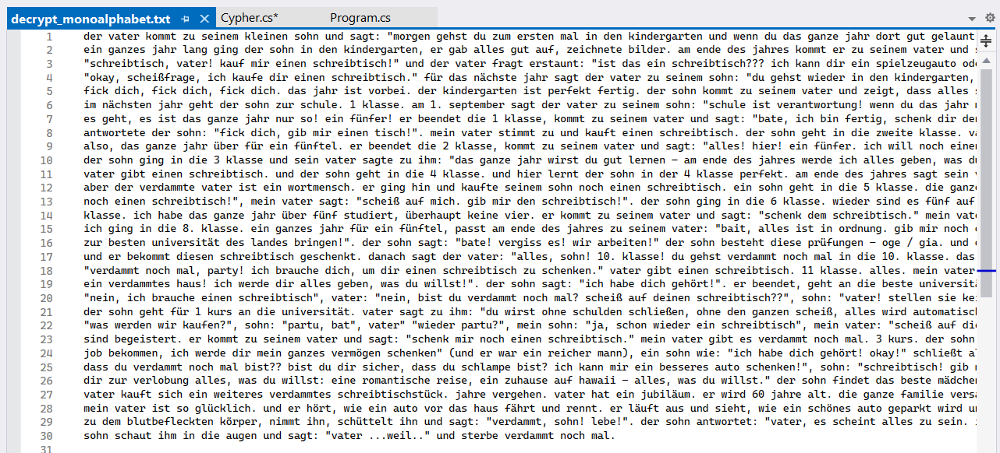 decrypt_monoalphabet.txt Cypher.cs* Program.cs
1 der vater kommt zu seinem kleinen sohn und sagt: "morgen gehst du zum ersten mal in den kindergarten und wenn du das ganze jahr dort gut gelaunt
2 ein ganzes jahr lang ging der sohn in den kindergarten, er gab alles gut auf, zeichnete bilder. am ende des jahres kommt er zu seinem vater und s
3 "schreibtisch, vater! kauf mir einen schreibtisch!" und der vater fragt erstaunt: "ist das ein schreibtisch??? ich kann dir ein spielzeugauto ode
4 "okay, scheißfrage, ich kaufe dir einen schreibtisch." für das nächste jahr sagt der vater zu seinem sohn: "du gehst wieder in den kindergarten,
5 fick dich, fick dich, fick dich. das jahr ist vorbei. der kindergarten ist perfekt fertig. der sohn kommt zu seinem vater und zeigt, dass alles s
6 im nächsten jahr geht der sohn zur schule. 1 klasse. am 1. september sagt der vater zu seinem sohn: "schule ist verantwortung! wenn du das jahr m
7 es geht, es ist das ganze jahr nur so! ein fünfer! er beendet die 1 klasse, kommt zu seinem vater und sagt: "bate, ich bin fertig, schenk dir den
8 antwortete der sohn: "fick dich, gib mir einen tisch!". mein vater stimmt zu und kauft einen schreibtisch. der sohn geht in die zweite klasse. va
9 also, das ganze jahr über für ein fünftel. er beendet die 2 klasse, kommt zu seinem vater und sagt: "alles! hier! ein fünfer. ich will noch einen
10 der sohn ging in die 3 klasse und sein vater sagte zu ihm: "das ganze jahr wirst du gut lernen – am ende des jahres werde ich alles geben, was du
11 vater gibt einen schreibtisch. und der sohn geht in die 4 klasse. und hier lernt der sohn in der 4 klasse perfekt. am ende des jahres sagt sein v
12 aber der verdammte vater ist ein wortmensch. er ging hin und kaufte seinem sohn noch einen schreibtisch. ein sohn geht in die 5 klasse. die ganze
13 noch einen schreibtisch!", mein vater sagt: "scheiß auf mich. gib mir den schreibtisch!". der sohn ging in die 6 klasse. wieder sind es fünf auf
14 klasse. ich habe das ganze jahr über fünf studiert, überhaupt keine vier. er kommt zu seinem vater und sagt: "schenk dem schreibtisch." mein vate
15 ich ging in die 8. klasse. ein ganzes jahr für ein fünftel, passt am ende des jahres zu seinem vater: "bait, alles ist in ordnung. gib mir noch e
16 zur besten universität des landes bringen!". der sohn sagt: "bate! vergiss es! wir arbeiten!" der sohn besteht diese prüfungen – oge / gia. und e
17 und er bekommt diesen schreibtisch geschenkt. danach sagt der vater: "alles, sohn! 10. klasse! du gehst verdammt noch mal in die 10. klasse. das
18 "verdammt noch mal, party! ich brauche dich, um dir einen schreibtisch zu schenken." vater gibt einen schreibtisch. 11 klasse. alles. mein vater
19 ein verdammtes haus! ich werde dir alles geben, was du willst!". der sohn sagt: "ich habe dich gehört!". er beendet, geht an die beste universitä
20 "nein, ich brauche einen schreibtisch", vater: "nein, bist du verdammt noch mal? scheiß auf deinen schreibtisch??", sohn: "vater! stellen sie kei
21 der sohn geht für 1 kurs an die universität. vater sagt zu ihm: "du wirst ohne schulden schließen, ohne den ganzen scheiß, alles wird automatisch
22 "was werden wir kaufen?", sohn: "partu, bat", vater" "wieder partu?", mein sohn: "ja, schon wieder ein schreibtisch", mein vater: "scheiß auf die
23 sind begeistert. er kommt zu seinem vater und sagt: "schenk mir noch einen schreibtisch." mein vater gibt es verdammt noch mal. 3 kurs. der sohn
24 job bekommen, ich werde dir mein ganzes vermögen schenken" (und er war ein reicher mann), ein sohn wie: "ich habe dich gehört! okay!" schließt al
25 dass du verdammt noch mal bist?? bist du dir sicher, dass du schlampe bist? ich kann mir ein besseres auto schenken!", sohn: "schreibtisch! gib m
26 dir zur verlobung alles, was du willst: eine romantische reise, ein zuhause auf hawaii – alles, was du willst." der sohn findet das beste mädchen
27 vater kauft sich ein weiteres verdammtes schreibtischstück. jahre vergehen. vater hat ein jubiläum. er wird 60 jahre alt. die ganze familie versa
28 mein vater ist so glücklich. und er hört, wie ein auto vor das haus fährt und rennt. er läuft aus und sieht, wie ein schönes auto geparkt wird un
29 zu dem blutbefleckten körper, nimmt ihn, schüttelt ihn und sagt: "verdammt, sohn! lebe!". der sohn antwortet: "vater, es scheint alles zu sein. i
30 sohn schaut ihm in die augen und sagt: "vater ...weil.." und sterbe verdammt noch mal.
31